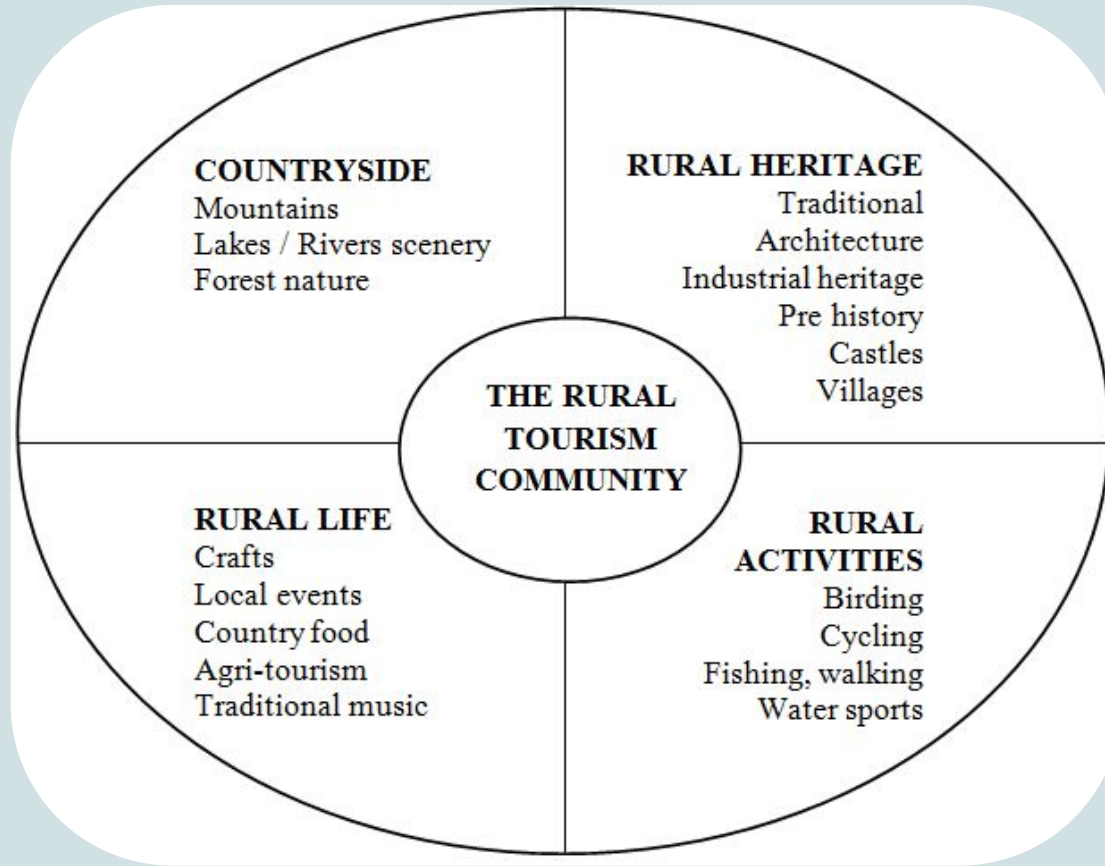 COUNTRYSIDE
Mountains
Lakes / Rivers scenery
Forest nature
RURAL HERITAGE
Traditional
Architecture
Industrial heritage
Pre history
Castles
Villages
THE RURAL
TOURISM
COMMUNITY
RURAL LIFE
Crafts
Local events
Country food
Agri-tourism
Traditional music
RURAL
ACTIVITIES
Birding
Cycling
Fishing, walking
Water sports